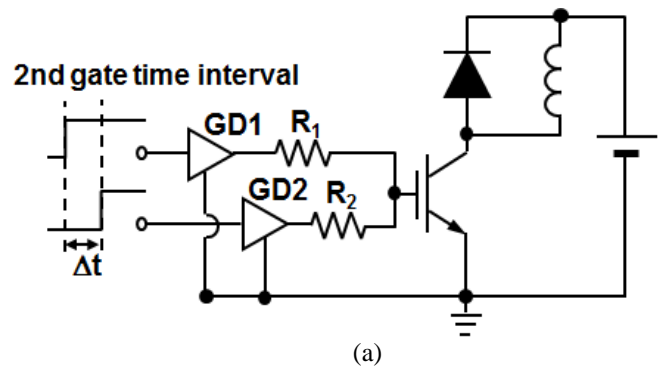 2nd gate time interval
GD1
R₁
GD2
R₂
Δt
(a)